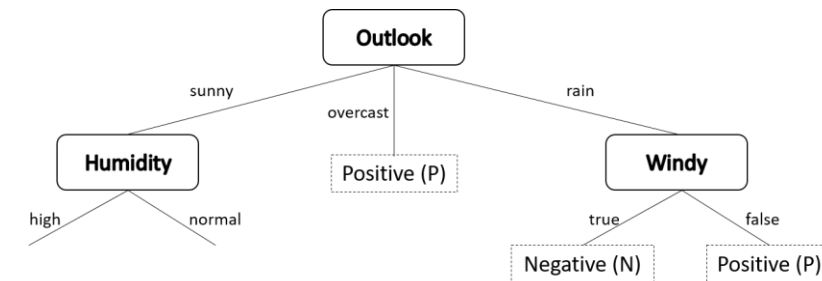 Outlook
sunny
overcast
rain
Humidity
Positive (P)
Windy
high
normal
true
false
Negative (N)
Positive (P)